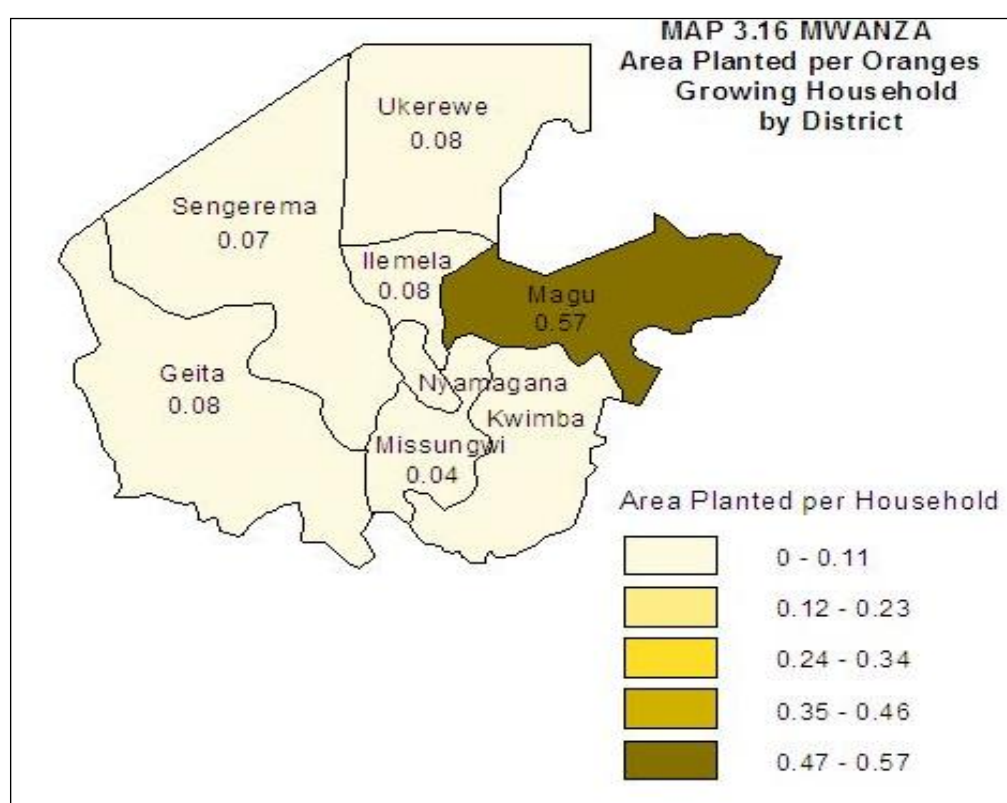 MAP 3.16 MWANZA
Area Planted per Oranges
Growing Household
by District
Ukerewe
0.08
Sengerema
0.07
Ilemela
0.08
Magu
0.57
Geita
0.08
Nyamagana
Kwimba
Missungwi
0.04
Area Planted per Household
0 - 0.11
0.12 - 0.23
0.24 - 0.34
0.35 - 0.46
0.47 - 0.57